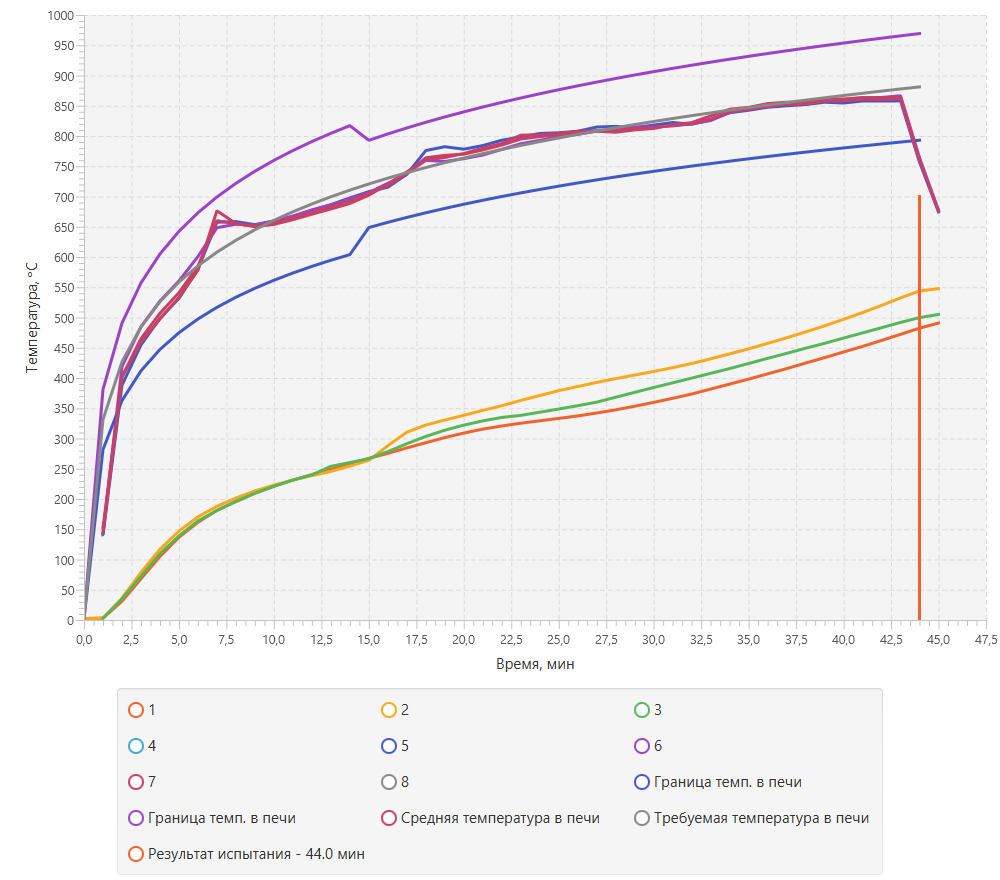 1000
950
900
850
800
750
700
650
600
550
500
450
400
350
300
250
200
150
100
50
0
Температура, °C
0,0 2,5 5,0 7,5 10,0 12,5 15,0 17,5 20,0 22,5 25,0 27,5 30,0 32,5 35,0 37,5 40,0 42,5 45,0 47,5
Время, мин
1 2 3
4 5 6
7 8 Граница темп. в печи
Граница темп. в печи Средняя температура в печи Требуемая температура в печи
Результат испытания - 44.0 мин